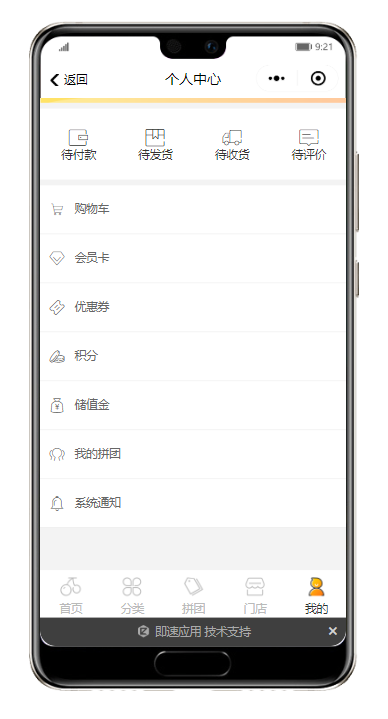 9:21
返回 个人中心
待付款 待发货 待收货 待评价
购物车
会员卡
优惠券
积分
储值金
我的拼团
系统通知
首页 分类 拼团 门店 我的
即速应用 技术支持 ×